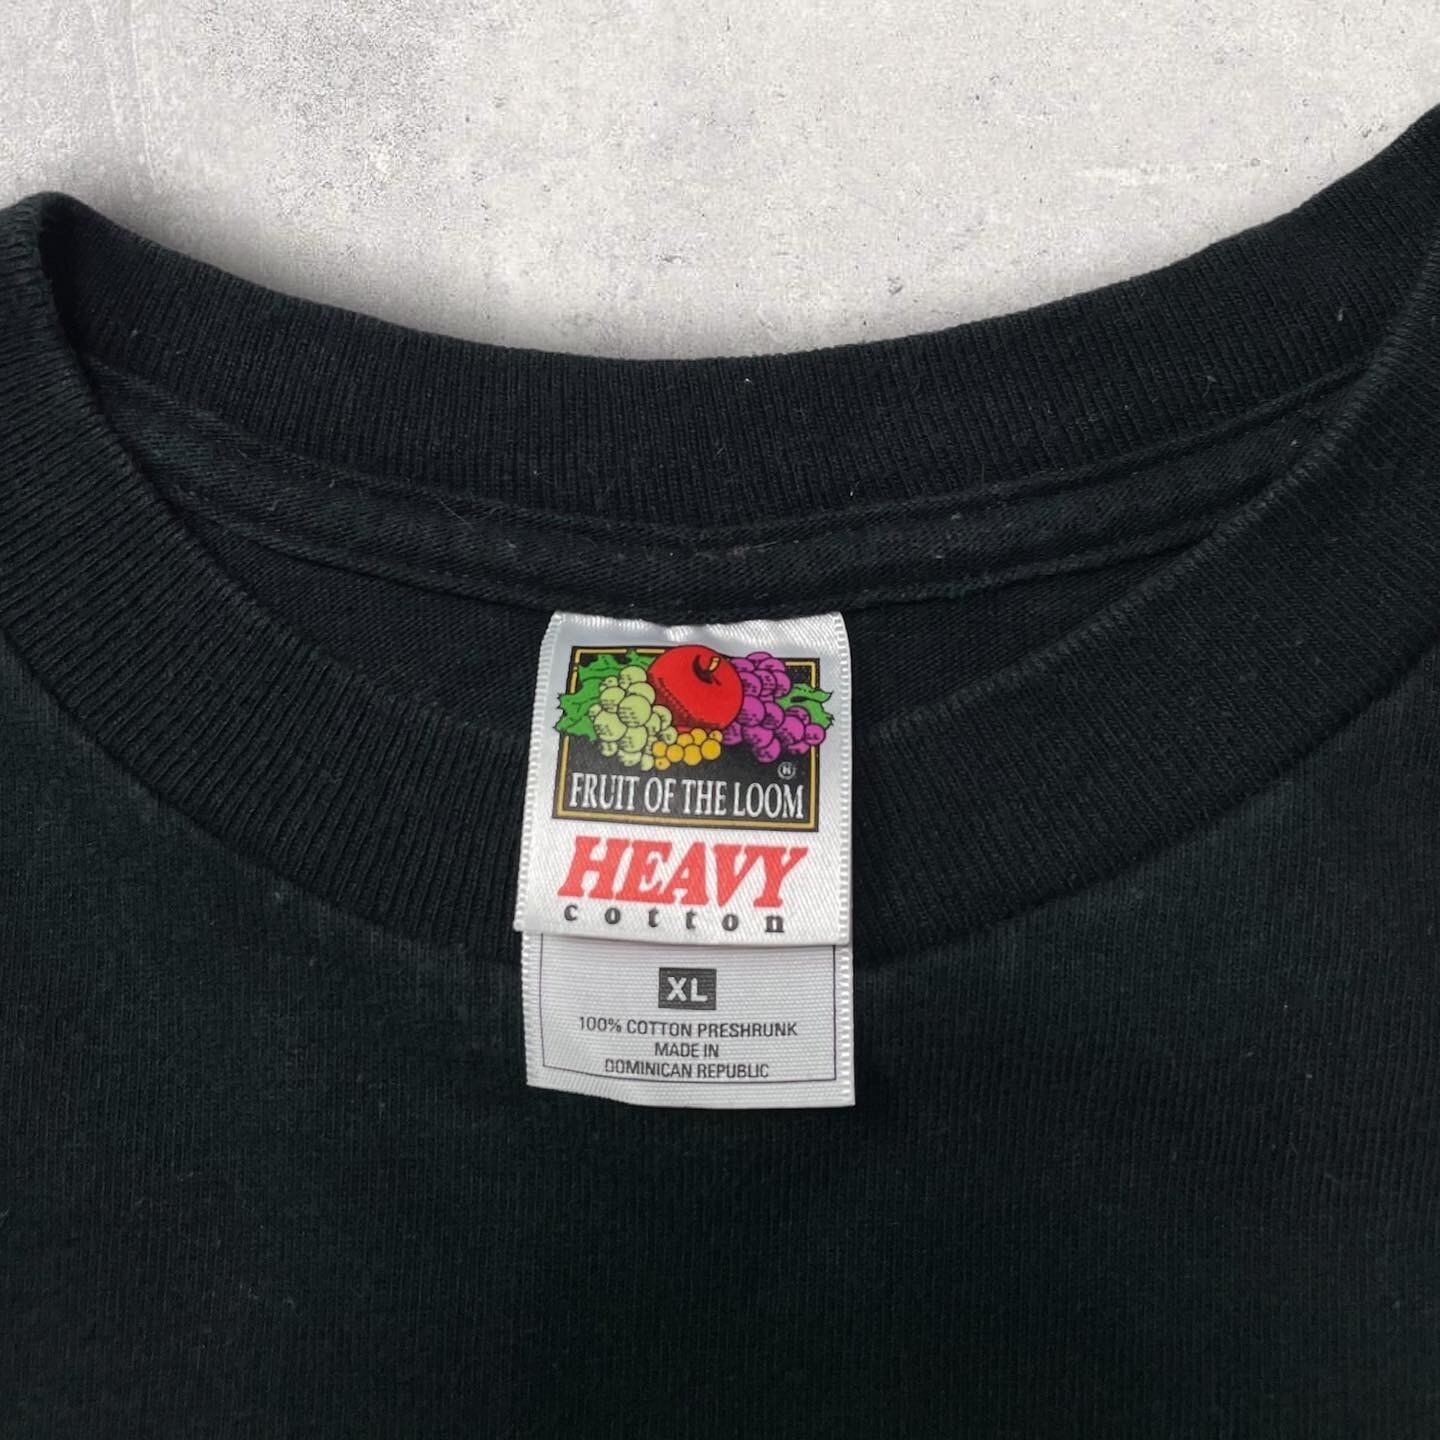 ®
FRUIT OF THE LOOM
HEAVY
cotton
XL
100% COTTON PRESHRUNK
MADE IN
DOMINICAN REPUBLIC